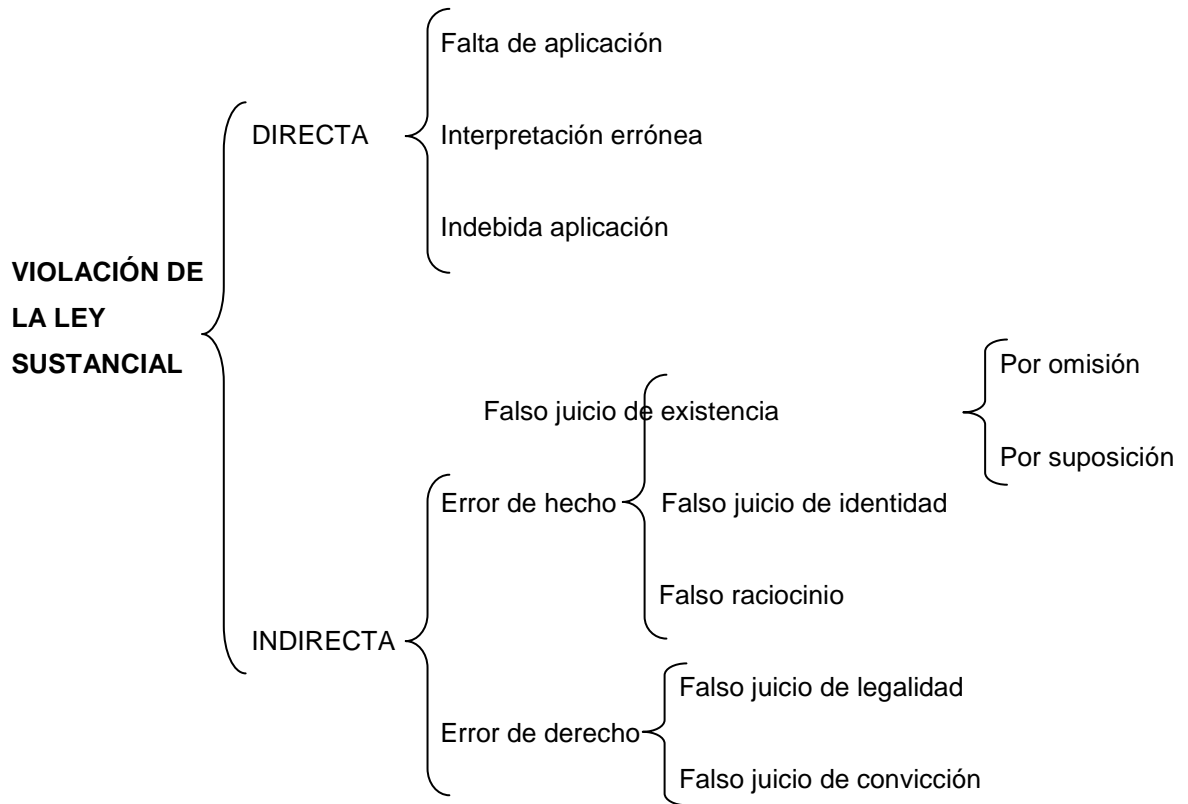 Falta de aplicación
DIRECTA
Interpretación errónea
Indebida aplicación
VIOLACIÓN DE
LA LEY
SUSTANCIAL
Por omisión
Falso juicio de existencia
Por suposición
Error de hecho
Falso juicio de identidad
Falso raciocinio
INDIRECTA
Falso juicio de legalidad
Error de derecho
Falso juicio de convicción